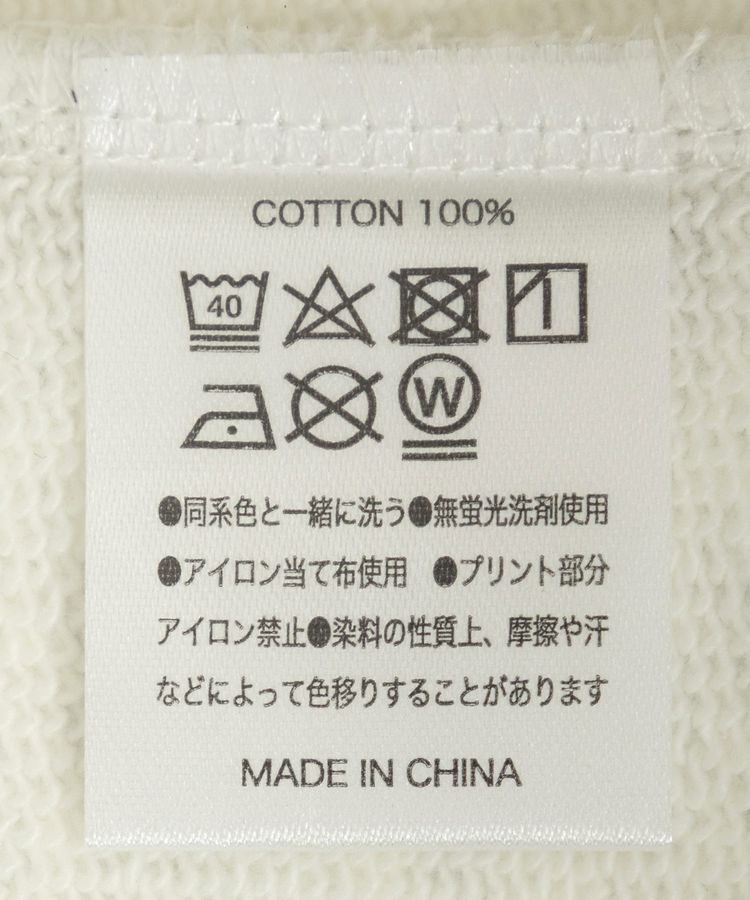 COTTON 100%
40
W
●同系色と一緒に洗う●無蛍光洗剤使用
●アイロン当て布使用　●プリント部分
アイロン禁止●染料の性質上、摩擦や汗
などによって色移りすることがあります
MADE IN CHINA